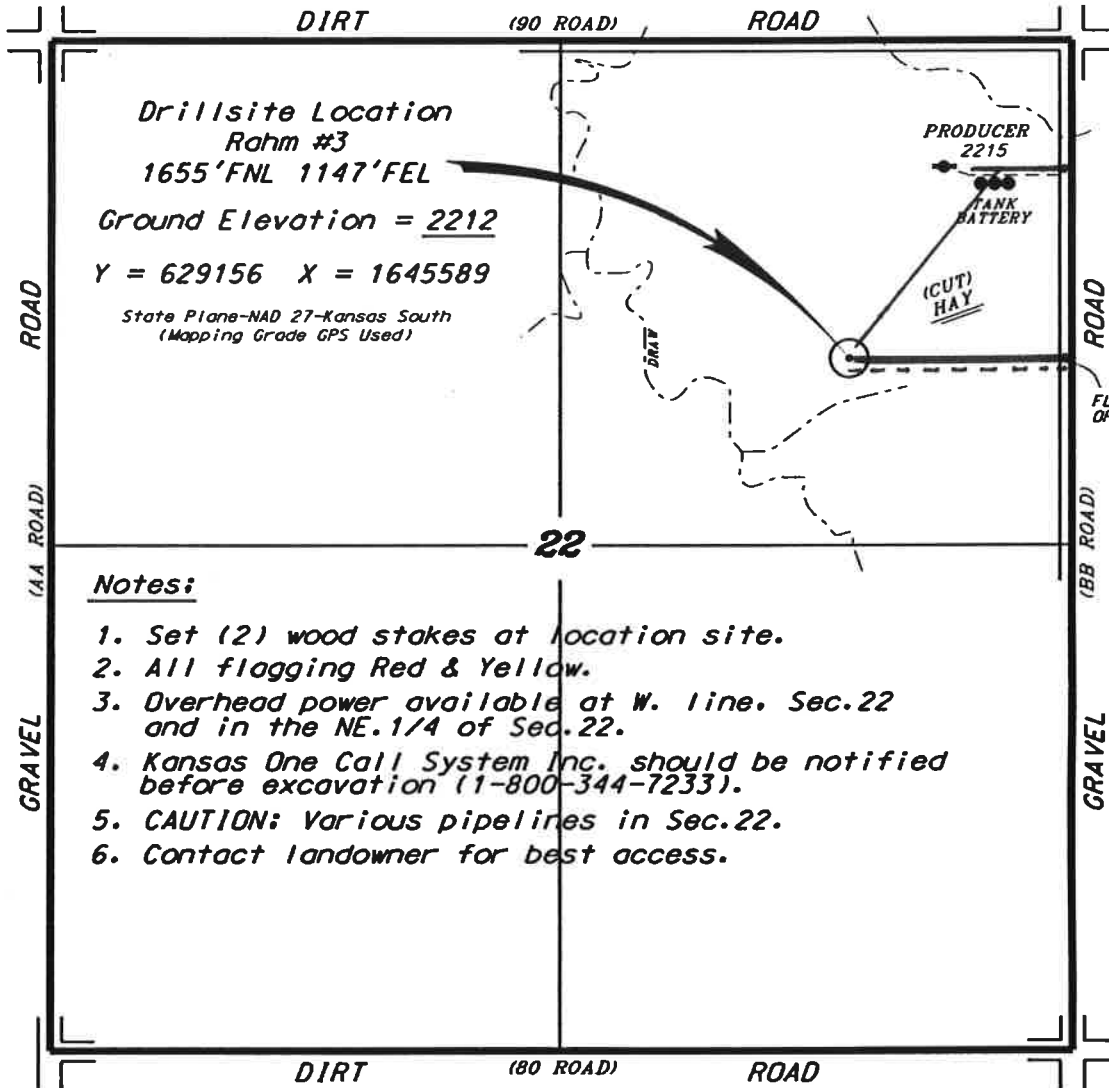 DIRT (90 ROAD) ROAD
Drillsite Location
Rahm #3
1655'FNL 1147'FEL
Ground Elevation = 2212
Y = 629156 X = 1645589
State Plane-NAD 27-Kansas South
(Mapping Grade GPS Used)
PRODUCER
2215
TANK
BATTERY
(CUT)
HAY
DRAW
ROAD
(AA ROAD)
GRAVEL
ROAD
(BB ROAD)
GRAVEL
22
Notes:
1. Set (2) wood stakes at location site.
2. All flagging Red & Yellow.
3. Overhead power available at W. line. Sec.22
and in the NE.1/4 of Sec.22.
4. Kansas One Call System Inc. should be notified
before excavation (1-800-344-7233).
5. CAUTION: Various pipelines in Sec.22.
6. Contact landowner for best access.
DIRT (80 ROAD) ROAD